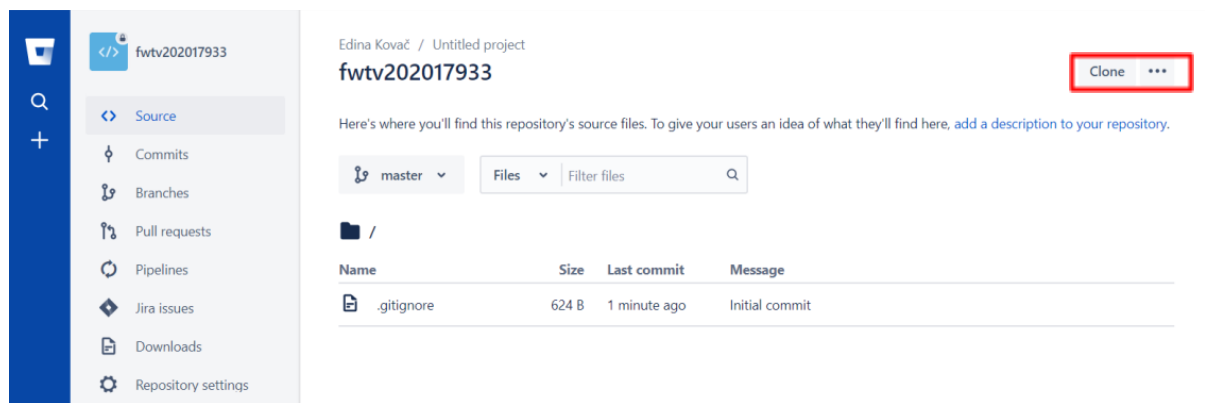 fwtv202017933
Source
Commits
Branches
Pull requests
Pipelines
Jira issues
Downloads
Repository settings
Edina Kovač / Untitled project
fwtv202017933
Clone •••
Here's where you'll find this repository's source files. To give your users an idea of what they'll find here, add a description to your repository.
master Files Filter files
/
Name Size Last commit Message
.gitignore 624 B 1 minute ago Initial commit